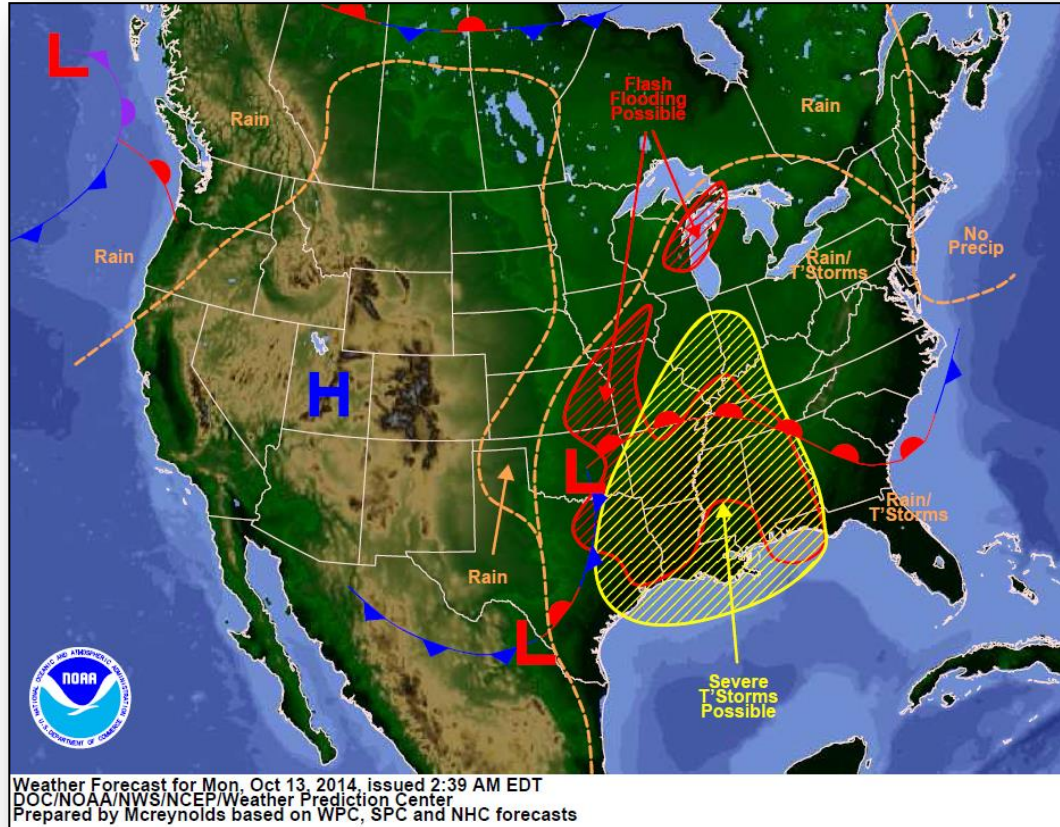 L
Rain
Flash
Flooding
Possible
Rain
Rain
No
Precip
Rain/
T'Storms
H
L
Rain/
T'Storms
Rain
L
Severe
T'Storms
Possible
NATIONAL OCEANIC AND ATMOSPHERIC ADMINISTRATION
NOAA
U.S. DEPARTMENT OF COMMERCE
Weather Forecast for Mon, Oct 13, 2014, issued 2:39 AM EDT
DOC/NOAA/NWS/NCEP/Weather Prediction Center
Prepared by Mcreynolds based on WPC, SPC and NHC forecasts